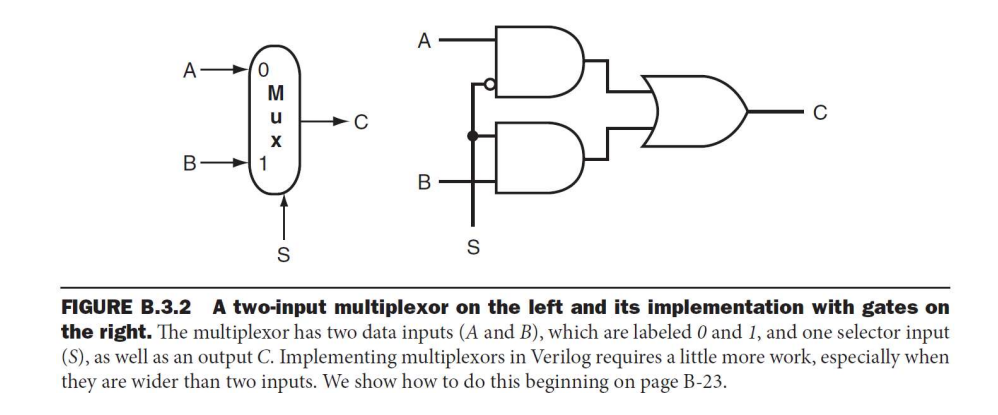 A
0
M
u
x
C
B
1
S
A
C
B
S
FIGURE B.3.2 A two-input multiplexor on the left and its implementation with gates on
the right. The multiplexor has two data inputs (A and B), which are labeled 0 and 1, and one selector input
(S), as well as an output C. Implementing multiplexors in Verilog requires a little more work, especially when
they are wider than two inputs. We show how to do this beginning on page B-23.